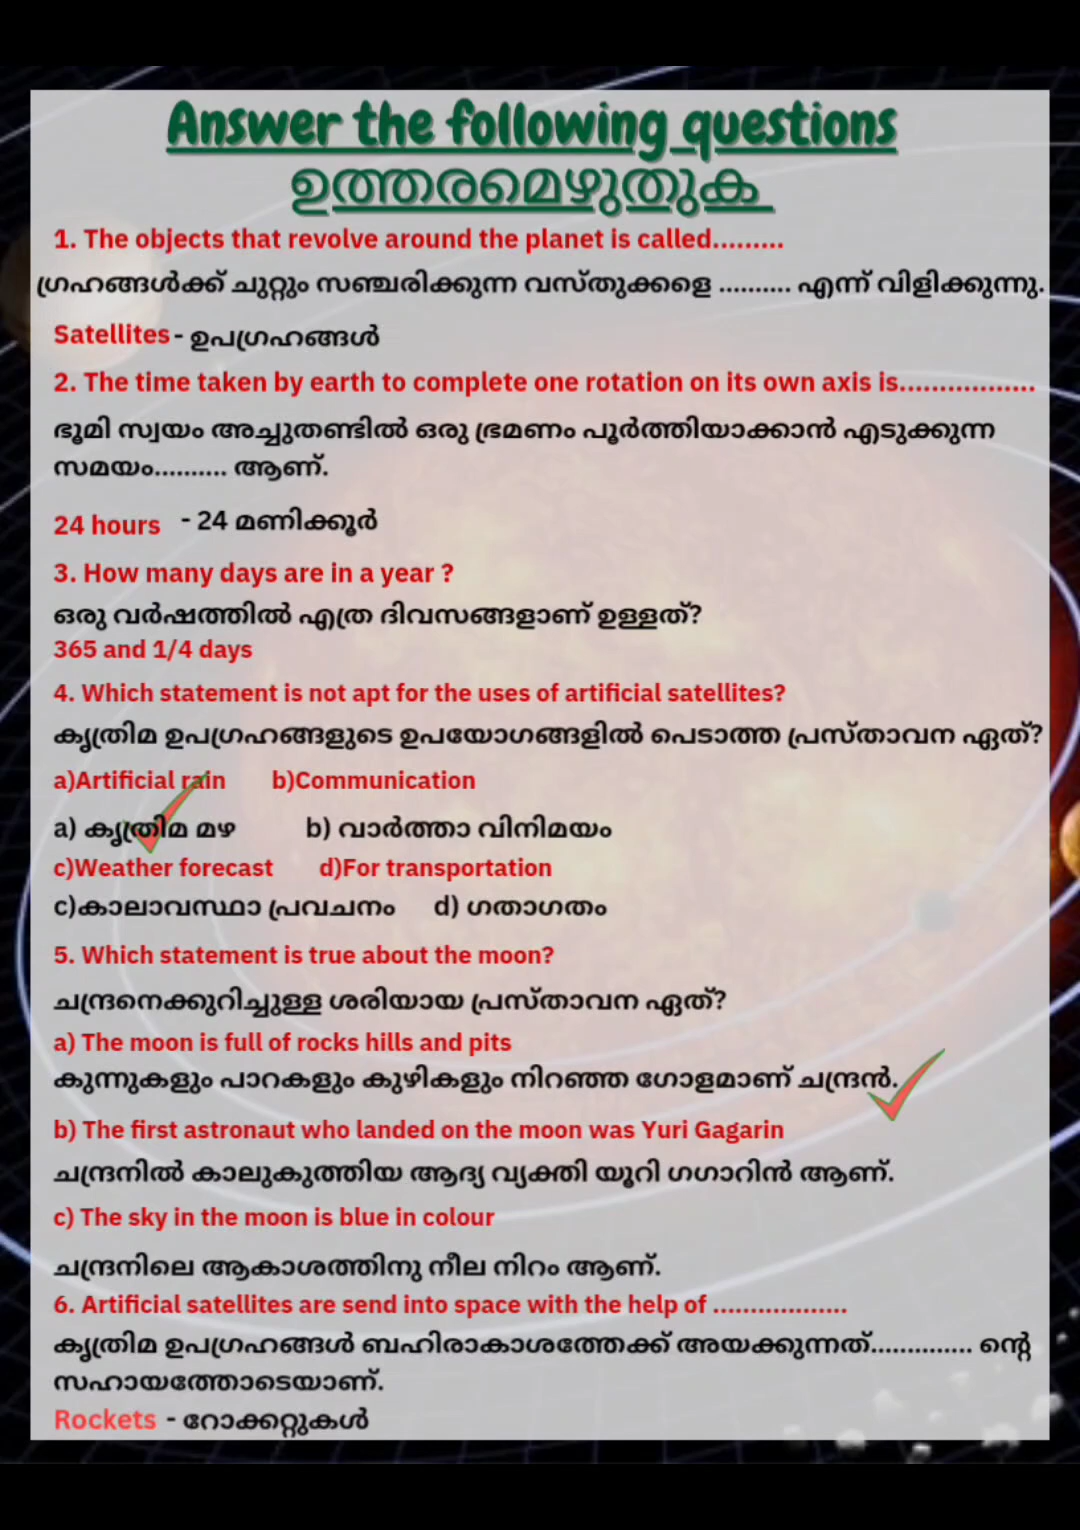 Answer the following questions
ഉത്തരമെഴുതുക
1. The objects that revolve around the planet is called.........
ഗ്രഹങ്ങൾക്ക് ചുറ്റും സഞ്ചരിക്കുന്ന വസ്തുക്കളെ .......... എന്ന് വിളിക്കുന്നു.
Satellites - ഉപഗ്രഹങ്ങൾ
2. The time taken by earth to complete one rotation on its own axis is.................
ഭൂമി സ്വയം അച്ചുതണ്ടിൽ ഒരു ഭ്രമണം പൂർത്തിയാക്കാൻ എടുക്കുന്ന
സമയം.......... ആണ്.
24 hours - 24 മണിക്കൂർ
3. How many days are in a year ?
ഒരു വർഷത്തിൽ എത്ര ദിവസങ്ങളാണ് ഉള്ളത്?
365 and 1/4 days
4. Which statement is not apt for the uses of artificial satellites?
കൃത്രിമ ഉപഗ്രഹങ്ങളുടെ ഉപയോഗങ്ങളിൽ പെടാത്ത പ്രസ്താവന ഏത്?
a)Artificial rain b)Communication
a) കൃത്രിമ മഴ b) വാർത്താ വിനിമയം
c)Weather forecast d)For transportation
c)കാലാവസ്ഥാ പ്രവചനം d) ഗതാഗതം
5. Which statement is true about the moon?
ചന്ദ്രനെക്കുറിച്ചുള്ള ശരിയായ പ്രസ്താവന ഏത്?
a) The moon is full of rocks hills and pits
കുന്നുകളും പാറകളും കുഴികളും നിറഞ്ഞ ഗോളമാണ് ചന്ദ്രൻ.
b) The first astronaut who landed on the moon was Yuri Gagarin
ചന്ദ്രനിൽ കാലുകുത്തിയ ആദ്യ വ്യക്തി യൂറി ഗഗാറിൻ ആണ്.
c) The sky in the moon is blue in colour
ചന്ദ്രനിലെ ആകാശത്തിനു നീല നിറം ആണ്.
6. Artificial satellites are send into space with the help of ..................
കൃത്രിമ ഉപഗ്രഹങ്ങൾ ബഹിരാകാശത്തേക്ക് അയക്കുന്നത്.............. ന്റെ
സഹായത്തോടെയാണ്.
Rockets - റോക്കറ്റുകൾ